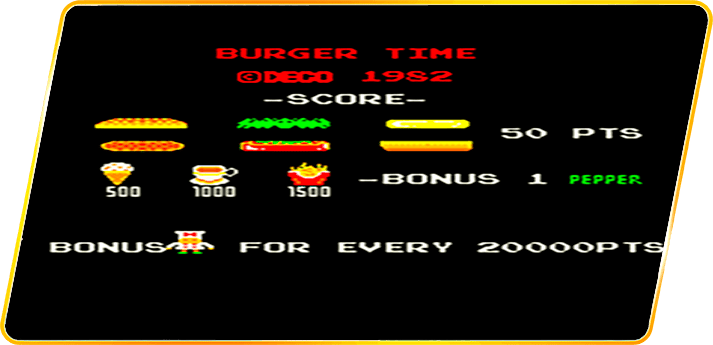 BURGER TIME
©DECO 1982
-SCORE-
50 PTS
500 1000 1500 -BONUS 1 PEPPER
BONUS FOR EVERY 20000PTS